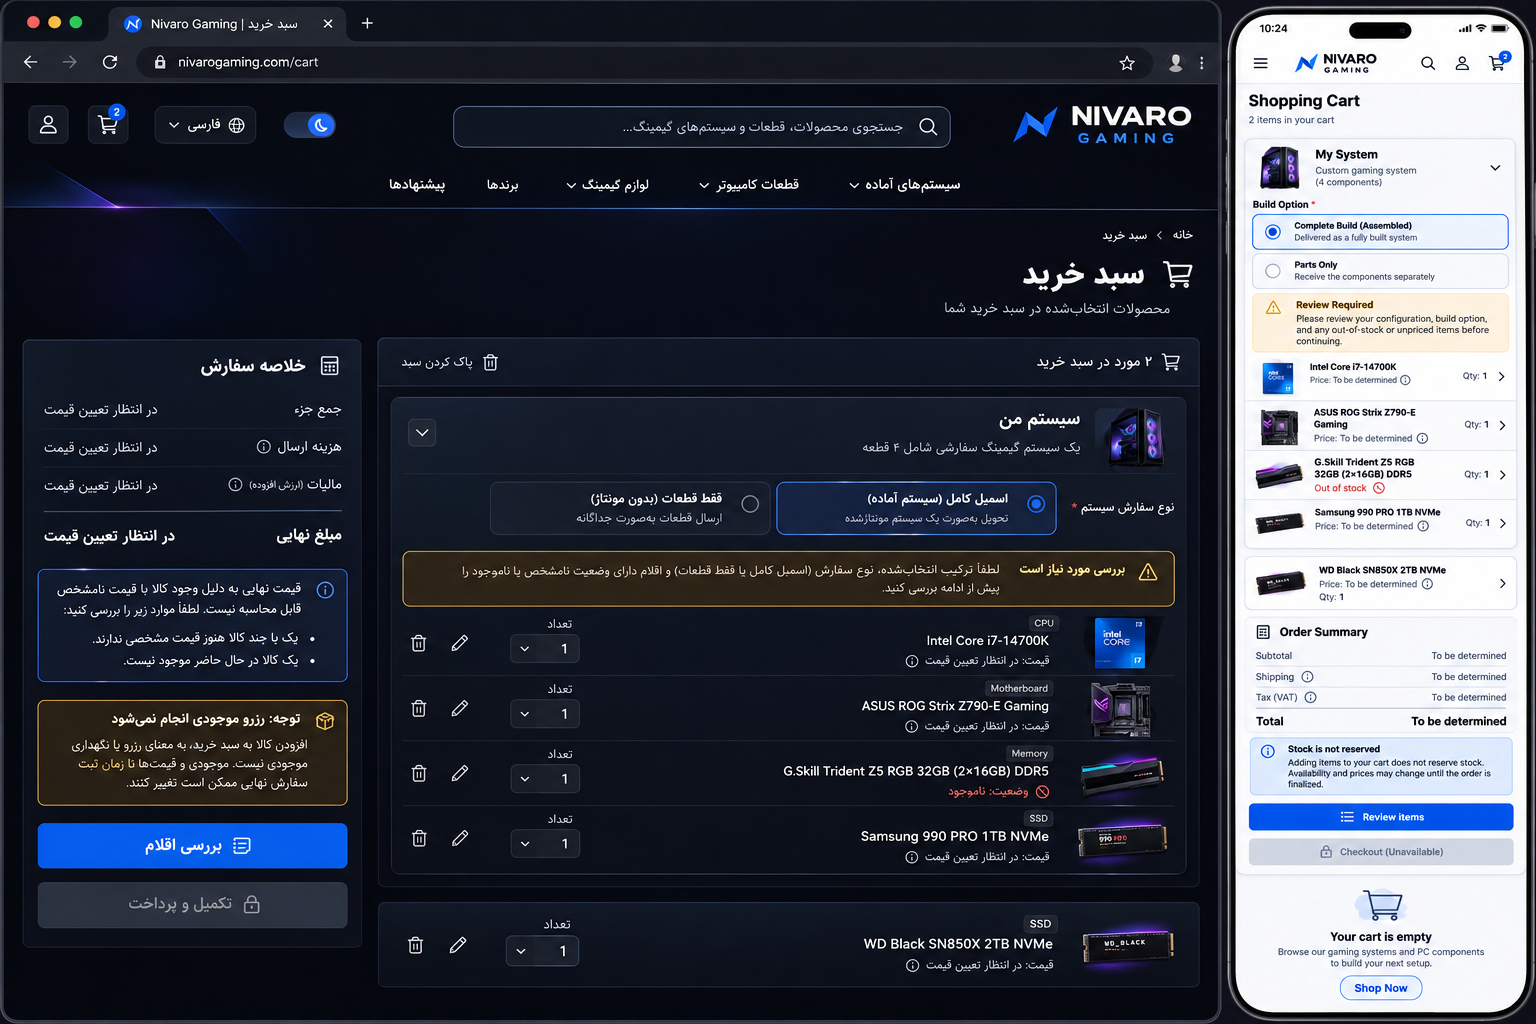 Nivaro Gaming | سبد خرید
nivarogaming.com/cart
2
فارسی
جستجوی محصولات، قطعات و سیستم‌های گیمینگ...
NIVARO
GAMING
سیستم‌های آماده
قطعات کامپیوتر
لوازم گیمینگ
برندها
پیشنهادها
خانه
سبد خرید
سبد خرید
محصولات انتخاب‌شده در سبد خرید شما
۲ مورد در سبد خرید
پاک کردن سبد
سیستم من
یک سیستم گیمینگ سفارشی شامل ۴ قطعه
نوع سفارش سیستم *
اسمبل کامل (سیستم آماده)
تحویل به‌صورت یک سیستم مونتاژشده
فقط قطعات (بدون مونتاژ)
ارسال قطعات به‌صورت جداگانه
بررسی مورد نیاز است
لطفاً ترکیب انتخاب‌شده، نوع سفارش (اسمبل کامل یا فقط قطعات) و اقلام دارای وضعیت نامشخص یا ناموجود را
پیش از ادامه بررسی کنید.
intel
CORE
i7
CPU
Intel Core i7-14700K
قیمت: در انتظار تعیین قیمت
تعداد
1
Motherboard
ASUS ROG Strix Z790-E Gaming
قیمت: در انتظار تعیین قیمت
تعداد
1
Memory
G.Skill Trident Z5 RGB 32GB (2×16GB) DDR5
وضعیت: ناموجود
تعداد
1
990 PRO
SSD
Samsung 990 PRO 1TB NVMe
قیمت: در انتظار تعیین قیمت
تعداد
1
WD_BLACK
SSD
WD Black SN850X 2TB NVMe
قیمت: در انتظار تعیین قیمت
تعداد
1
خلاصه سفارش
جمع جزء
در انتظار تعیین قیمت
هزینه ارسال
در انتظار تعیین قیمت
مالیات (ارزش افزوده)
در انتظار تعیین قیمت
مبلغ نهایی
در انتظار تعیین قیمت
قیمت نهایی به دلیل وجود کالا با قیمت نامشخص
قابل محاسبه نیست. لطفاً موارد زیر را بررسی کنید:
• یک یا چند کالا هنوز قیمت مشخصی ندارند.
• یک کالا در حال حاضر موجود نیست.
توجه: رزرو موجودی انجام نمی‌شود
افزودن کالا به سبد خرید، به معنای رزرو یا نگهداری
موجودی نیست. موجودی و قیمت‌ها تا زمان ثبت
سفارش نهایی ممکن است تغییر کنند.
بررسی اقلام
تکمیل و پرداخت
10:24
NIVARO
GAMING
2
Shopping Cart
2 items in your cart
My System
Custom gaming system
(4 components)
Build Option *
Complete Build (Assembled)
Delivered as a fully built system
Parts Only
Receive the components separately
Review Required
Please review your configuration, build option,
and any out-of-stock or unpriced items before
continuing.
intel
CORE
Intel Core i7-14700K
Price: To be determined
Qty: 1
ASUS ROG Strix Z790-E
Gaming
Price: To be determined
Qty: 1
G.Skill Trident Z5 RGB
32GB (2×16GB) DDR5
Out of stock
Qty: 1
Samsung 990 PRO 1TB NVMe
Price: To be determined
Qty: 1
WD Black SN850X 2TB NVMe
Price: To be determined
Qty: 1
Order Summary
Subtotal
To be determined
Shipping
To be determined
Tax (VAT)
To be determined
Total
To be determined
Stock is not reserved
Adding items to your cart does not reserve stock.
Availability and prices may change until the order is
finalized.
Review items
Checkout (Unavailable)
Your cart is empty
Browse our gaming systems and PC components
to build your next setup.
Shop Now